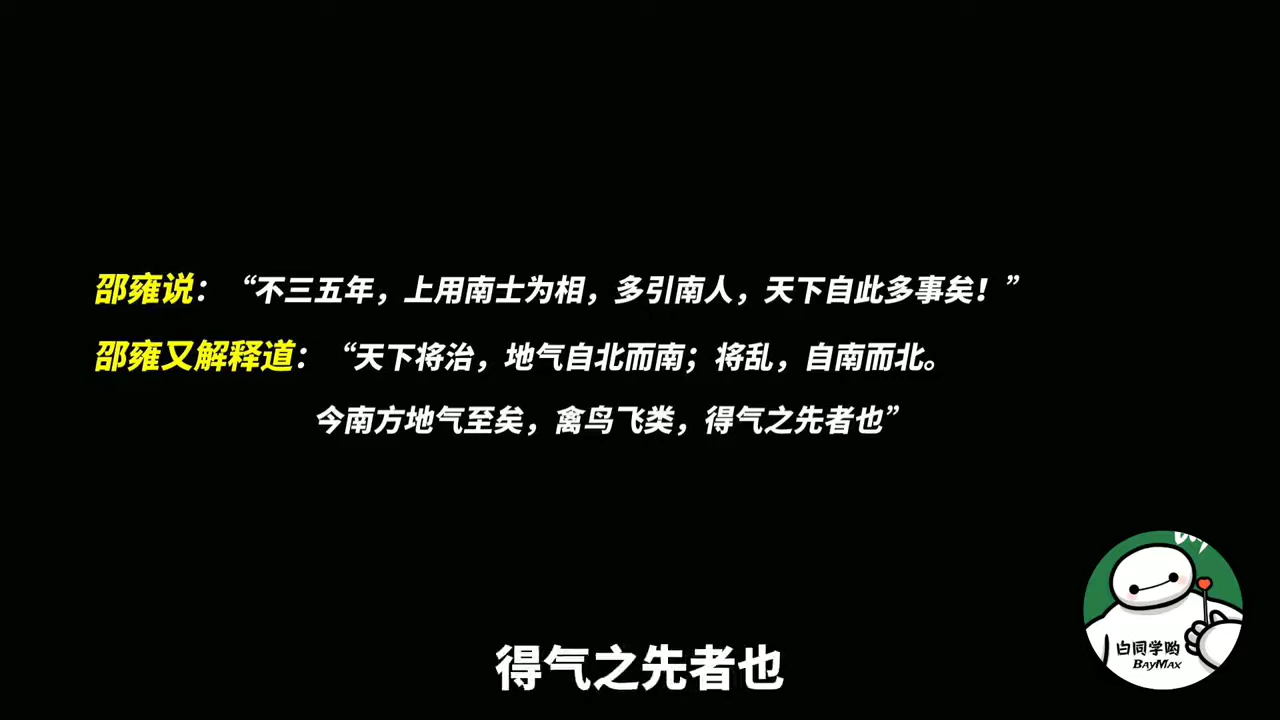 邵雍说：“不三五年，上用南士为相，多引南人，天下自此多事矣！”
邵雍又解释道：“天下将治，地气自北而南；将乱，自南而北。
今南方地气至矣，禽鸟飞类，得气之先者也”
白同学哟
BAYMAX
得气之先者也